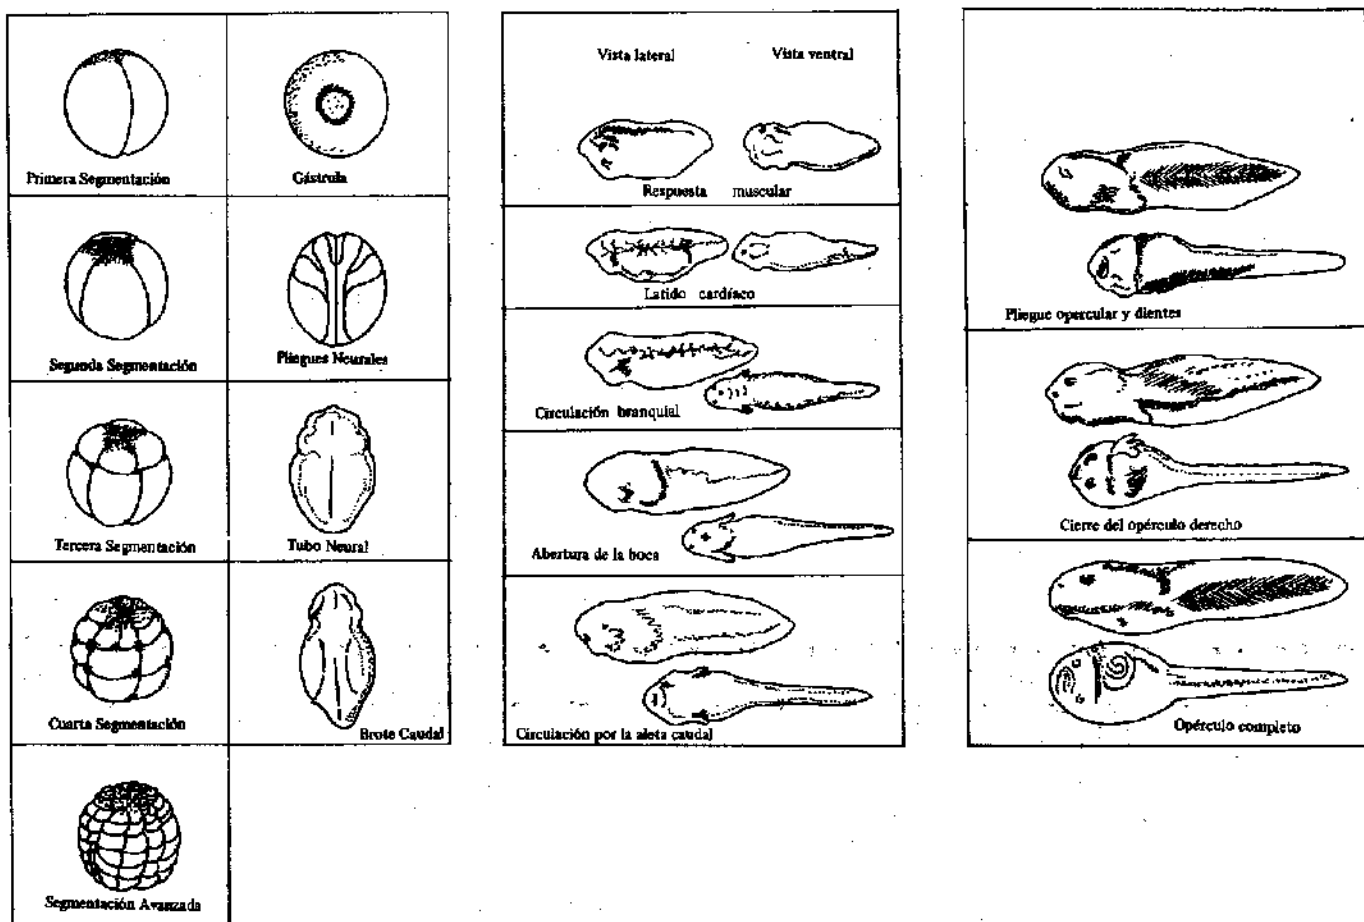 Primera Segmentación
Gástrula
Segunda Segmentación
Pliegues Neurales
Tercera Segmentación
Tubo Neural
Cuarta Segmentación
Brote Caudal
Segmentación Avanzada
Vista lateral
Vista ventral
Respuesta muscular
Latido cardíaco
Circulación branquial
Abertura de la boca
Circulación por la aleta caudal
Pliegue opercular y dientes
Cierre del opérculo derecho
Opérculo completo